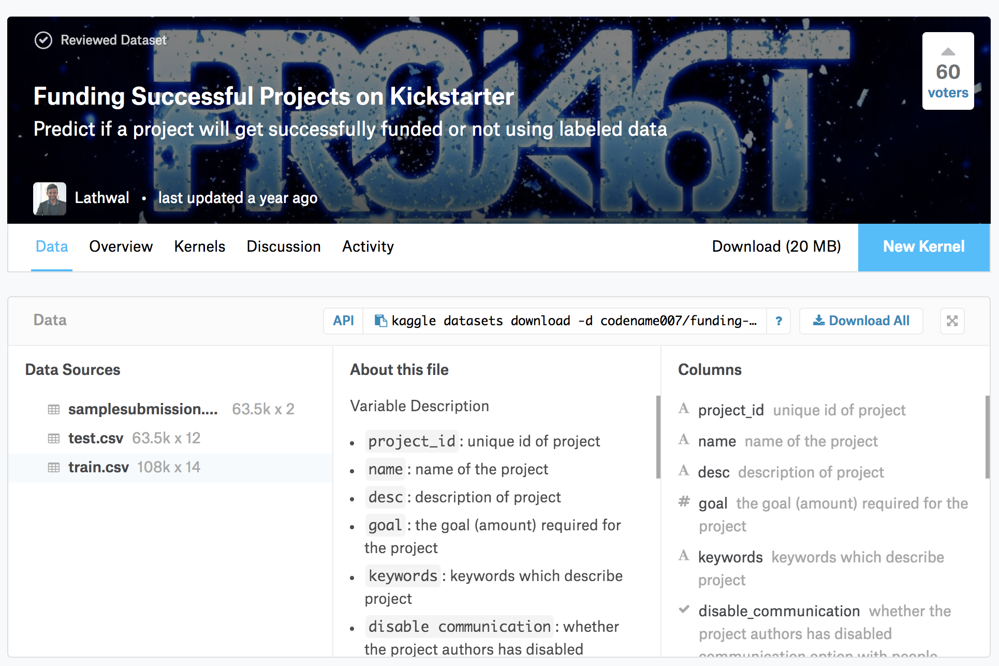 Reviewed Dataset
60
voters
Funding Successful Projects on Kickstarter
Predict if a project will get successfully funded or not using labeled data
Lathwal • last updated a year ago
Data Overview Kernels Discussion Activity Download (20 MB) New Kernel
Data API kaggle datasets download -d codename007/funding-… ? Download All
Data Sources
samplesubmission.... 63.5k x 2
test.csv 63.5k x 12
train.csv 108k x 14
About this file
Variable Description
• project_id : unique id of project
• name : name of the project
• desc : description of project
• goal : the goal (amount) required for
the project
• keywords : keywords which describe
project
• disable communication : whether
the project authors has disabled
Columns
A project_id unique id of project
A name name of the project
A desc description of project
# goal the goal (amount) required for the
project
A keywords keywords which describe
project
disable_communication whether the
project authors has disabled
communication option with people